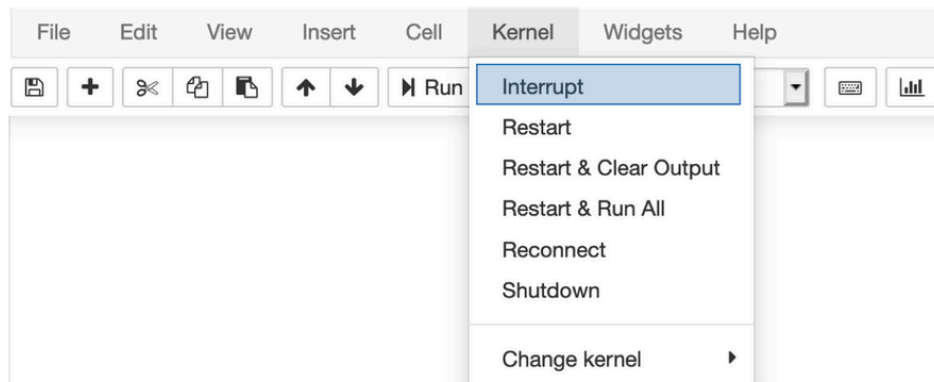 File Edit View Insert Cell Kernel Widgets Help
Run
Interrupt
Restart
Restart & Clear Output
Restart & Run All
Reconnect
Shutdown
Change kernel